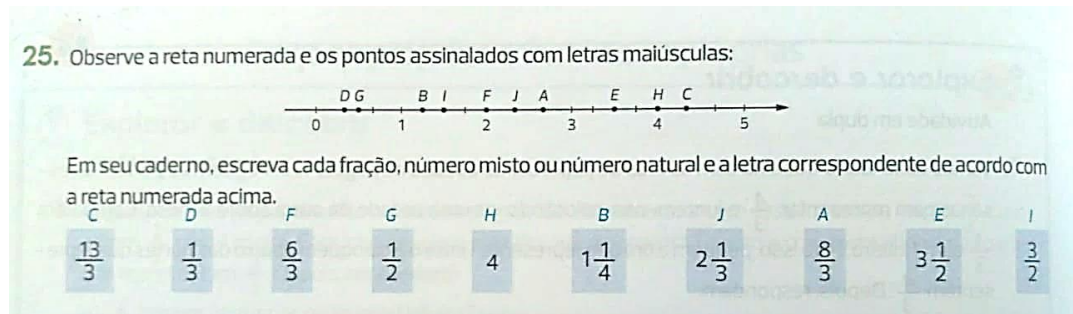 25. Observe a reta numerada e os pontos assinalados com letras maiúsculas:
D G B I F J A E H C
0 1 2 3 4 5
Em seu caderno, escreva cada fração, número misto ou número natural e a letra correspondente de acordo com
a reta numerada acima.
C D F G H B J A E I
13/3 1/3 6/3 1/2 4 1 1/4 2 1/3 8/3 3 1/2 3/2